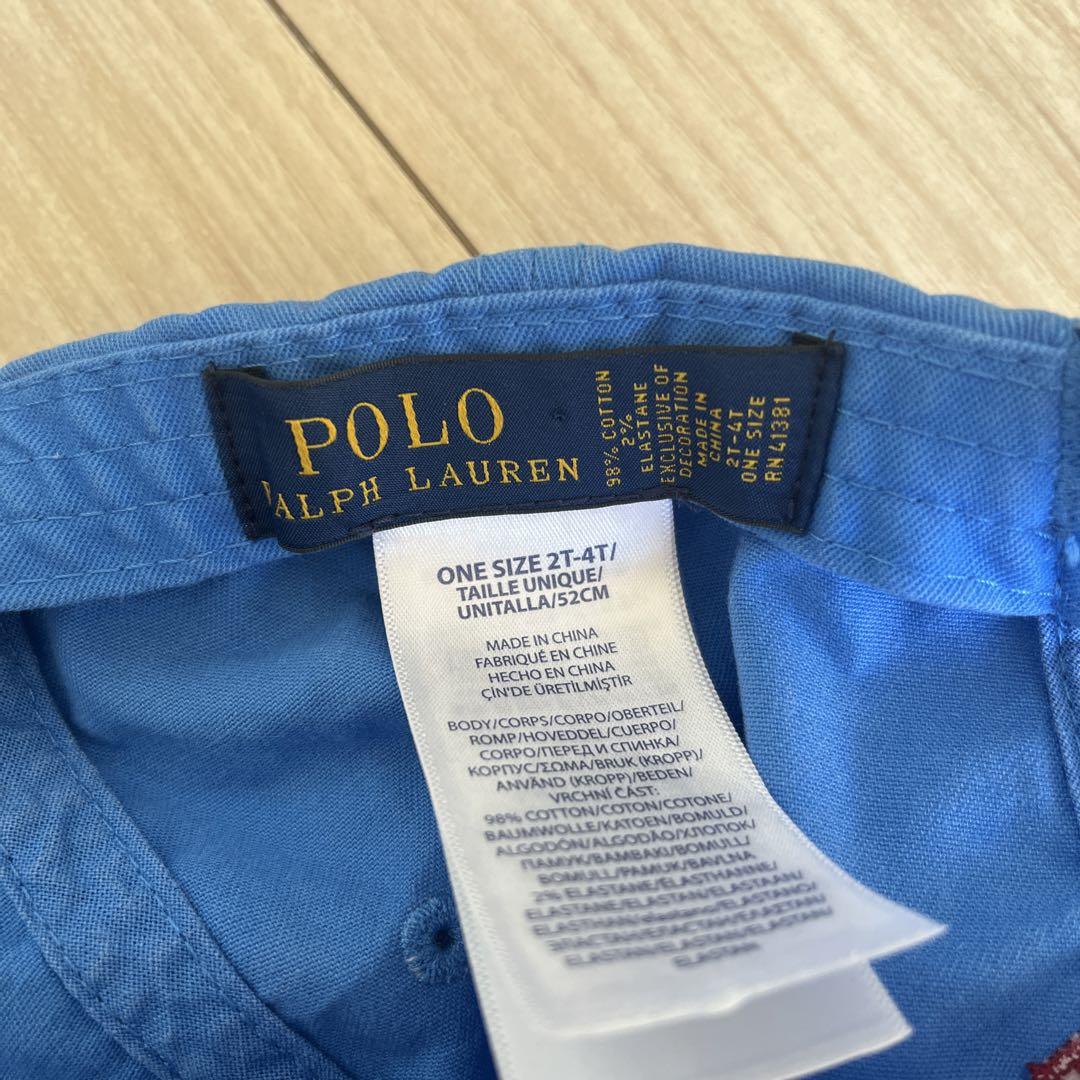 POLO
RALPH LAUREN
98% COTTON
2%
ELASTANE
EXCLUSIVE OF
DECORATION
MADE IN
CHINA
2T-4T
ONE SIZE
RN 41381
ONE SIZE 2T-4T/
TAILLE UNIQUE/
UNITALLA/52CM
MADE IN CHINA
FABRIQUÉ EN CHINE
HECHO EN CHINA
ÇİN'DE ÜRETİLMİŞTİR
BODY/CORPS/CORPO/OBERTEIL/
ROMP/HOVEDDEL/CUERPO/
CORPO/ПЕРЕД И СПИНКА/
КОРПУС/ΣΩΜΑ/BRUK (KROPP)/
ANVÄND (KROPP)/BEDEN/
VRCHNÍ ČÁST:
98% COTTON/COTON/COTONE/
BAUMWOLLE/KATOEN/BOMULD/
ALGODÓN/ALGODÃO/ХЛОПОК/
ПАМУК/ΒΑΜΒΑΚΙ/BOMULL/
BOMULL/PAMUK/BAVLNA
2% ELASTANE/ELASTHANNE/
ELASTANE/ELASTAN/ELASTAAN/